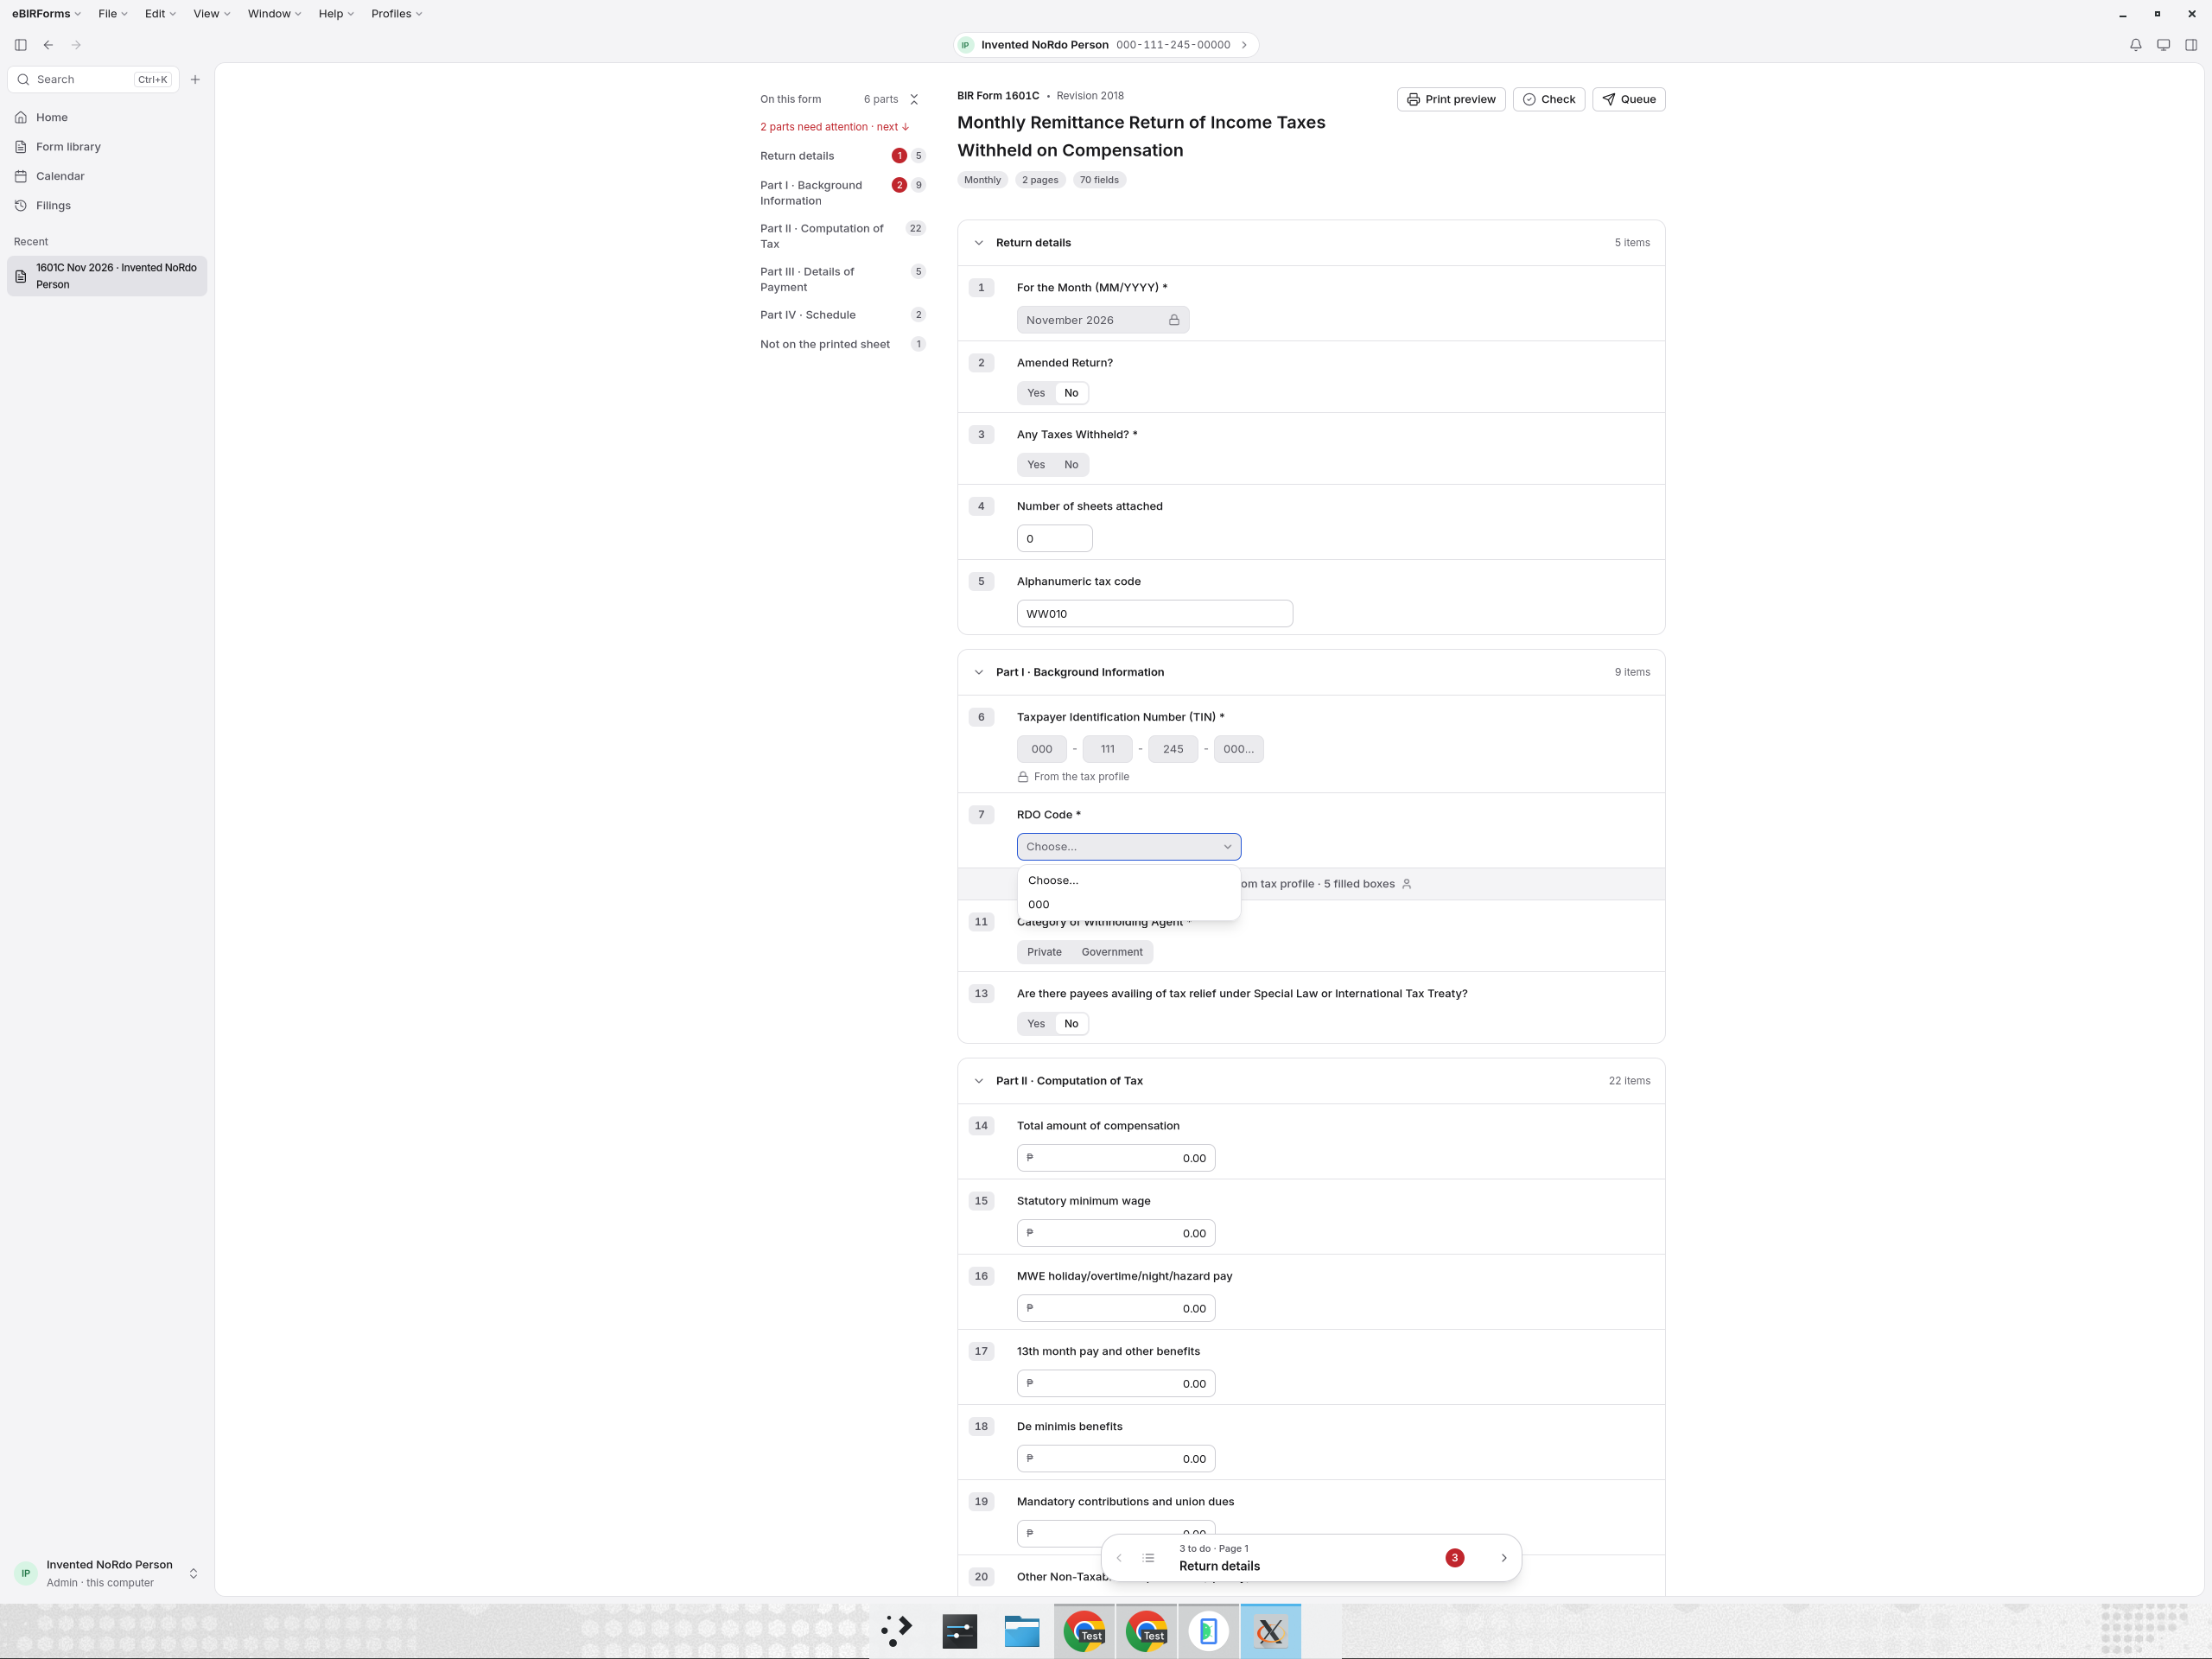 eBIRForms File Edit View Window Help Profiles
IP Invented NoRdo Person 000-111-245-00000
Search Ctrl+K
Home
Form library
Calendar
Filings
Recent
1601C Nov 2026 · Invented NoRdo
Person
On this form 6 parts
2 parts need attention · next ↓
Return details 1 5
Part I · Background
Information 2 9
Part II · Computation of
Tax 22
Part III · Details of
Payment 5
Part IV · Schedule 2
Not on the printed sheet 1
BIR Form 1601C • Revision 2018
Print preview Check Queue
Monthly Remittance Return of Income Taxes
Withheld on Compensation
Monthly 2 pages 70 fields
Return details 5 items
1 For the Month (MM/YYYY) *
November 2026
2 Amended Return?
Yes No
3 Any Taxes Withheld? *
Yes No
4 Number of sheets attached
0
5 Alphanumeric tax code
WW010
Part I · Background Information 9 items
6 Taxpayer Identification Number (TIN) *
000 - 111 - 245 - 000...
From the tax profile
7 RDO Code *
Choose...
Choose...
om tax profile · 5 filled boxes
000
11 Category of Withholding Agent *
Private Government
13 Are there payees availing of tax relief under Special Law or International Tax Treaty?
Yes No
Part II · Computation of Tax 22 items
14 Total amount of compensation
₱ 0.00
15 Statutory minimum wage
₱ 0.00
16 MWE holiday/overtime/night/hazard pay
₱ 0.00
17 13th month pay and other benefits
₱ 0.00
18 De minimis benefits
₱ 0.00
19 Mandatory contributions and union dues
₱ 0.00
20 Other Non-Taxab
3 to do · Page 1
Return details 3
IP Invented NoRdo Person
Admin · this computer
Test Test